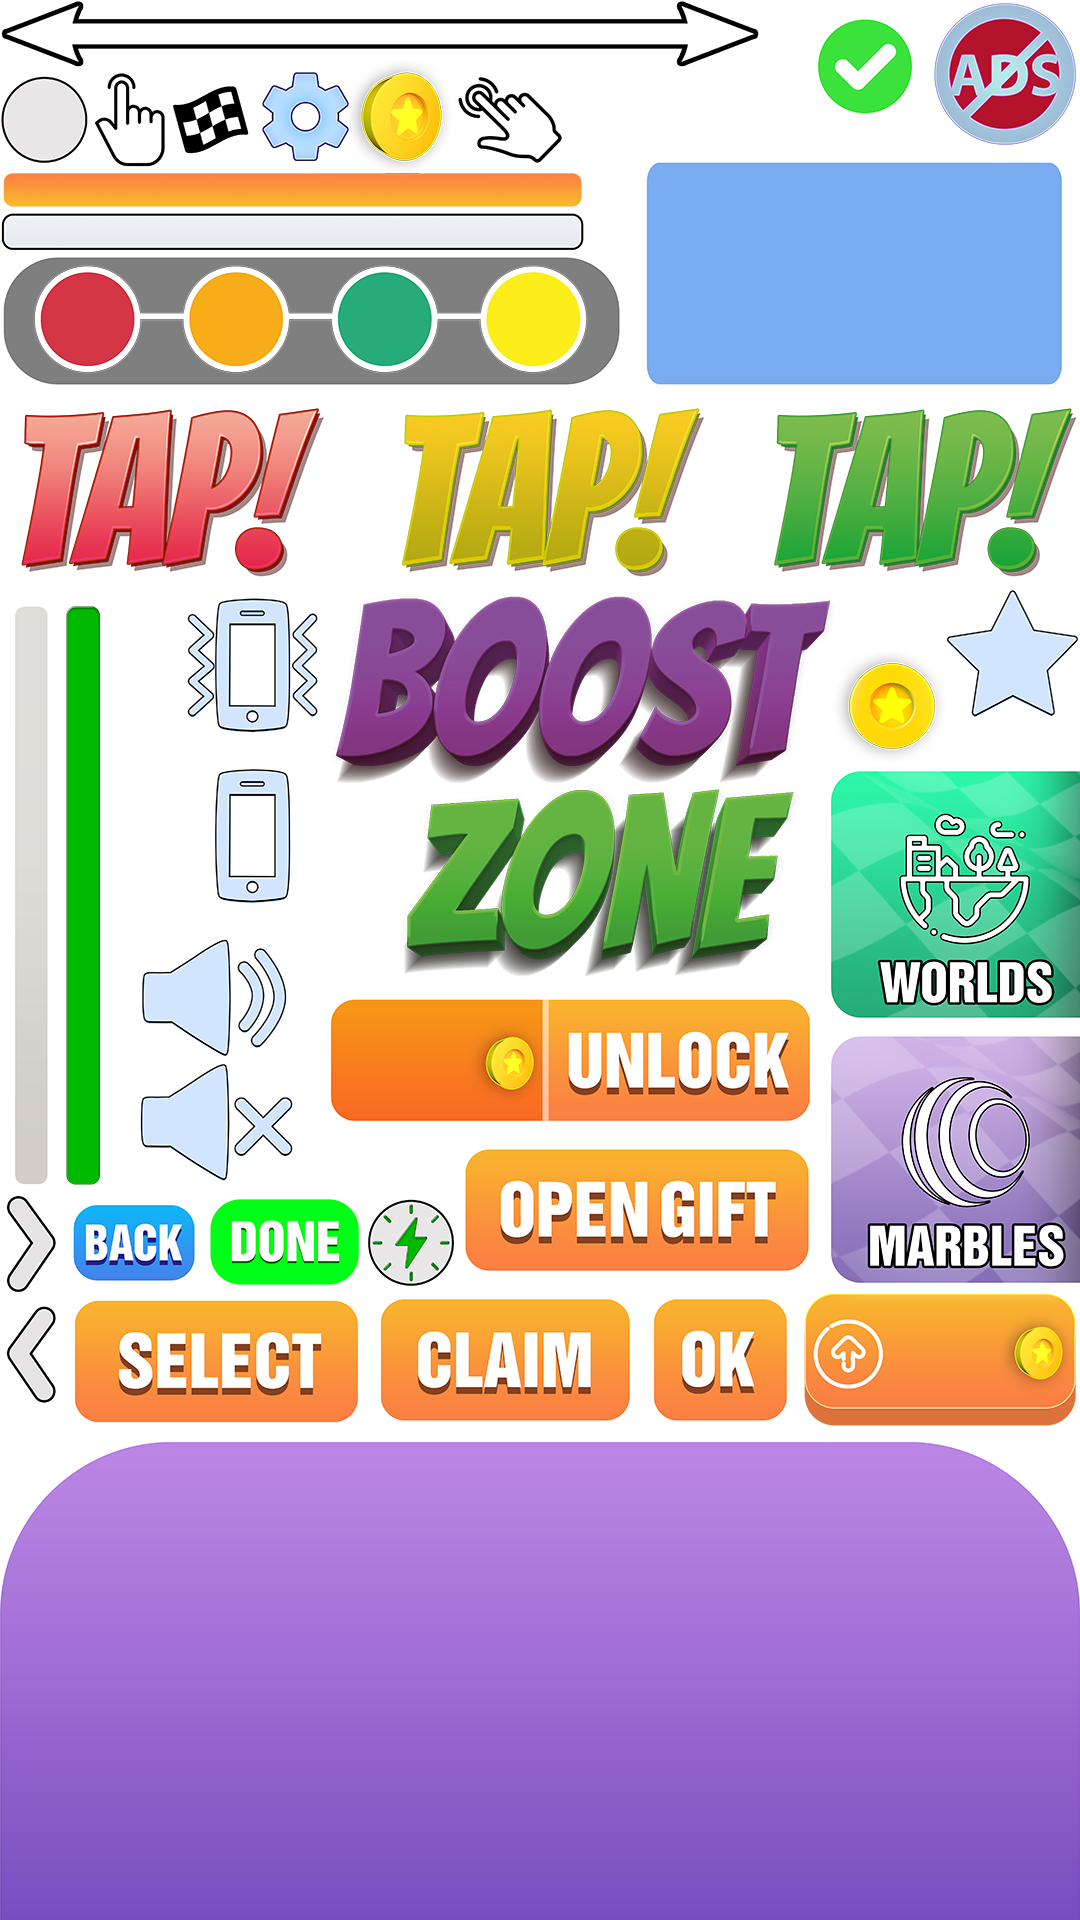 ADS
TAP! TAP! TAP!
BOOST
ZONE
WORLDS
UNLOCK
OPEN GIFT
MARBLES
BACK DONE
SELECT CLAIM OK